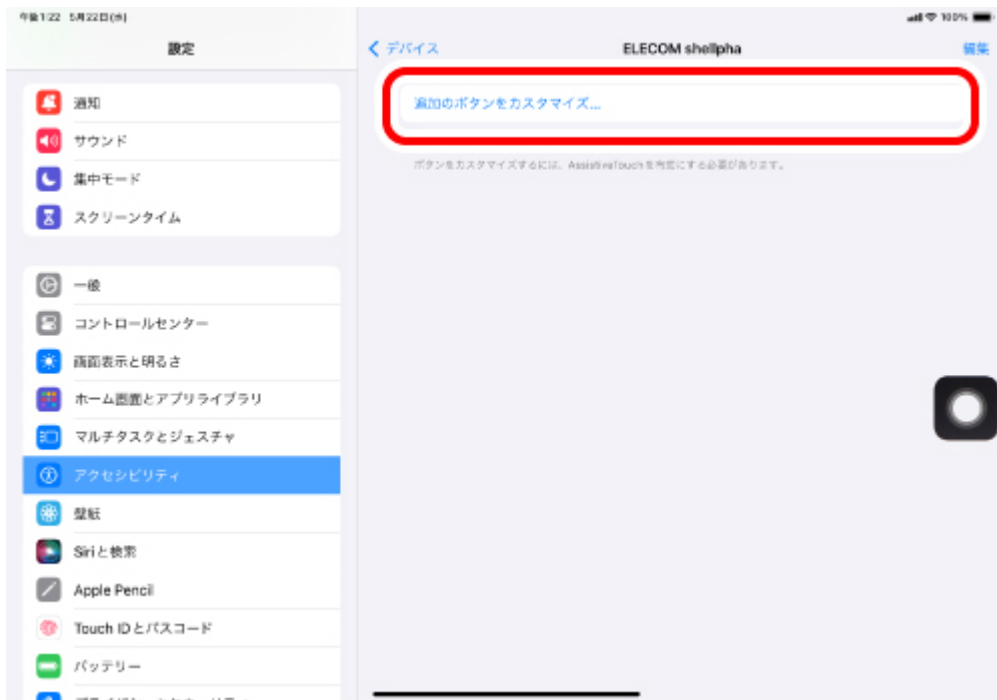 午後1:22 5月22日(水)
100%
設定
デバイス
ELECOM shellpha
編集
通知
サウンド
集中モード
スクリーンタイム
一般
コントロールセンター
画面表示と明るさ
ホーム画面とアプリライブラリ
マルチタスクとジェスチャ
アクセシビリティ
壁紙
Siriと検索
Apple Pencil
Touch IDとパスコード
バッテリー
追加のボタンをカスタマイズ...
ボタンをカスタマイズするには、AssistiveTouchを有効にする必要があります。